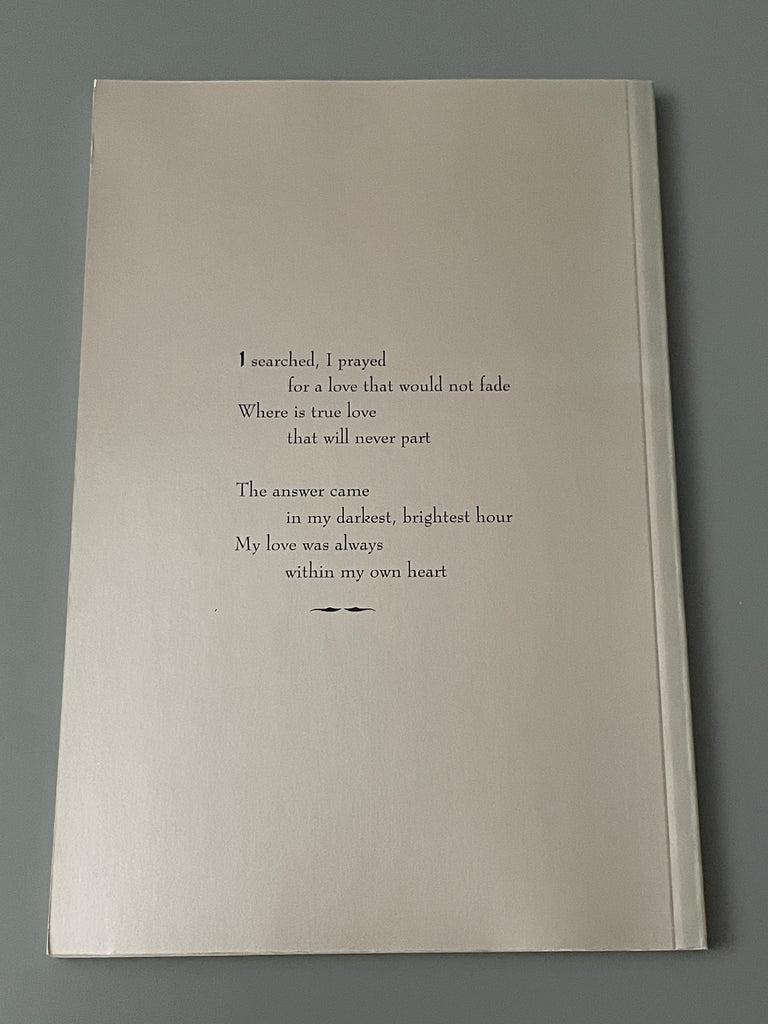 I searched, I prayed
for a love that would not fade
Where is true love
that will never part
The answer came
in my darkest, brightest hour
My love was always
within my own heart